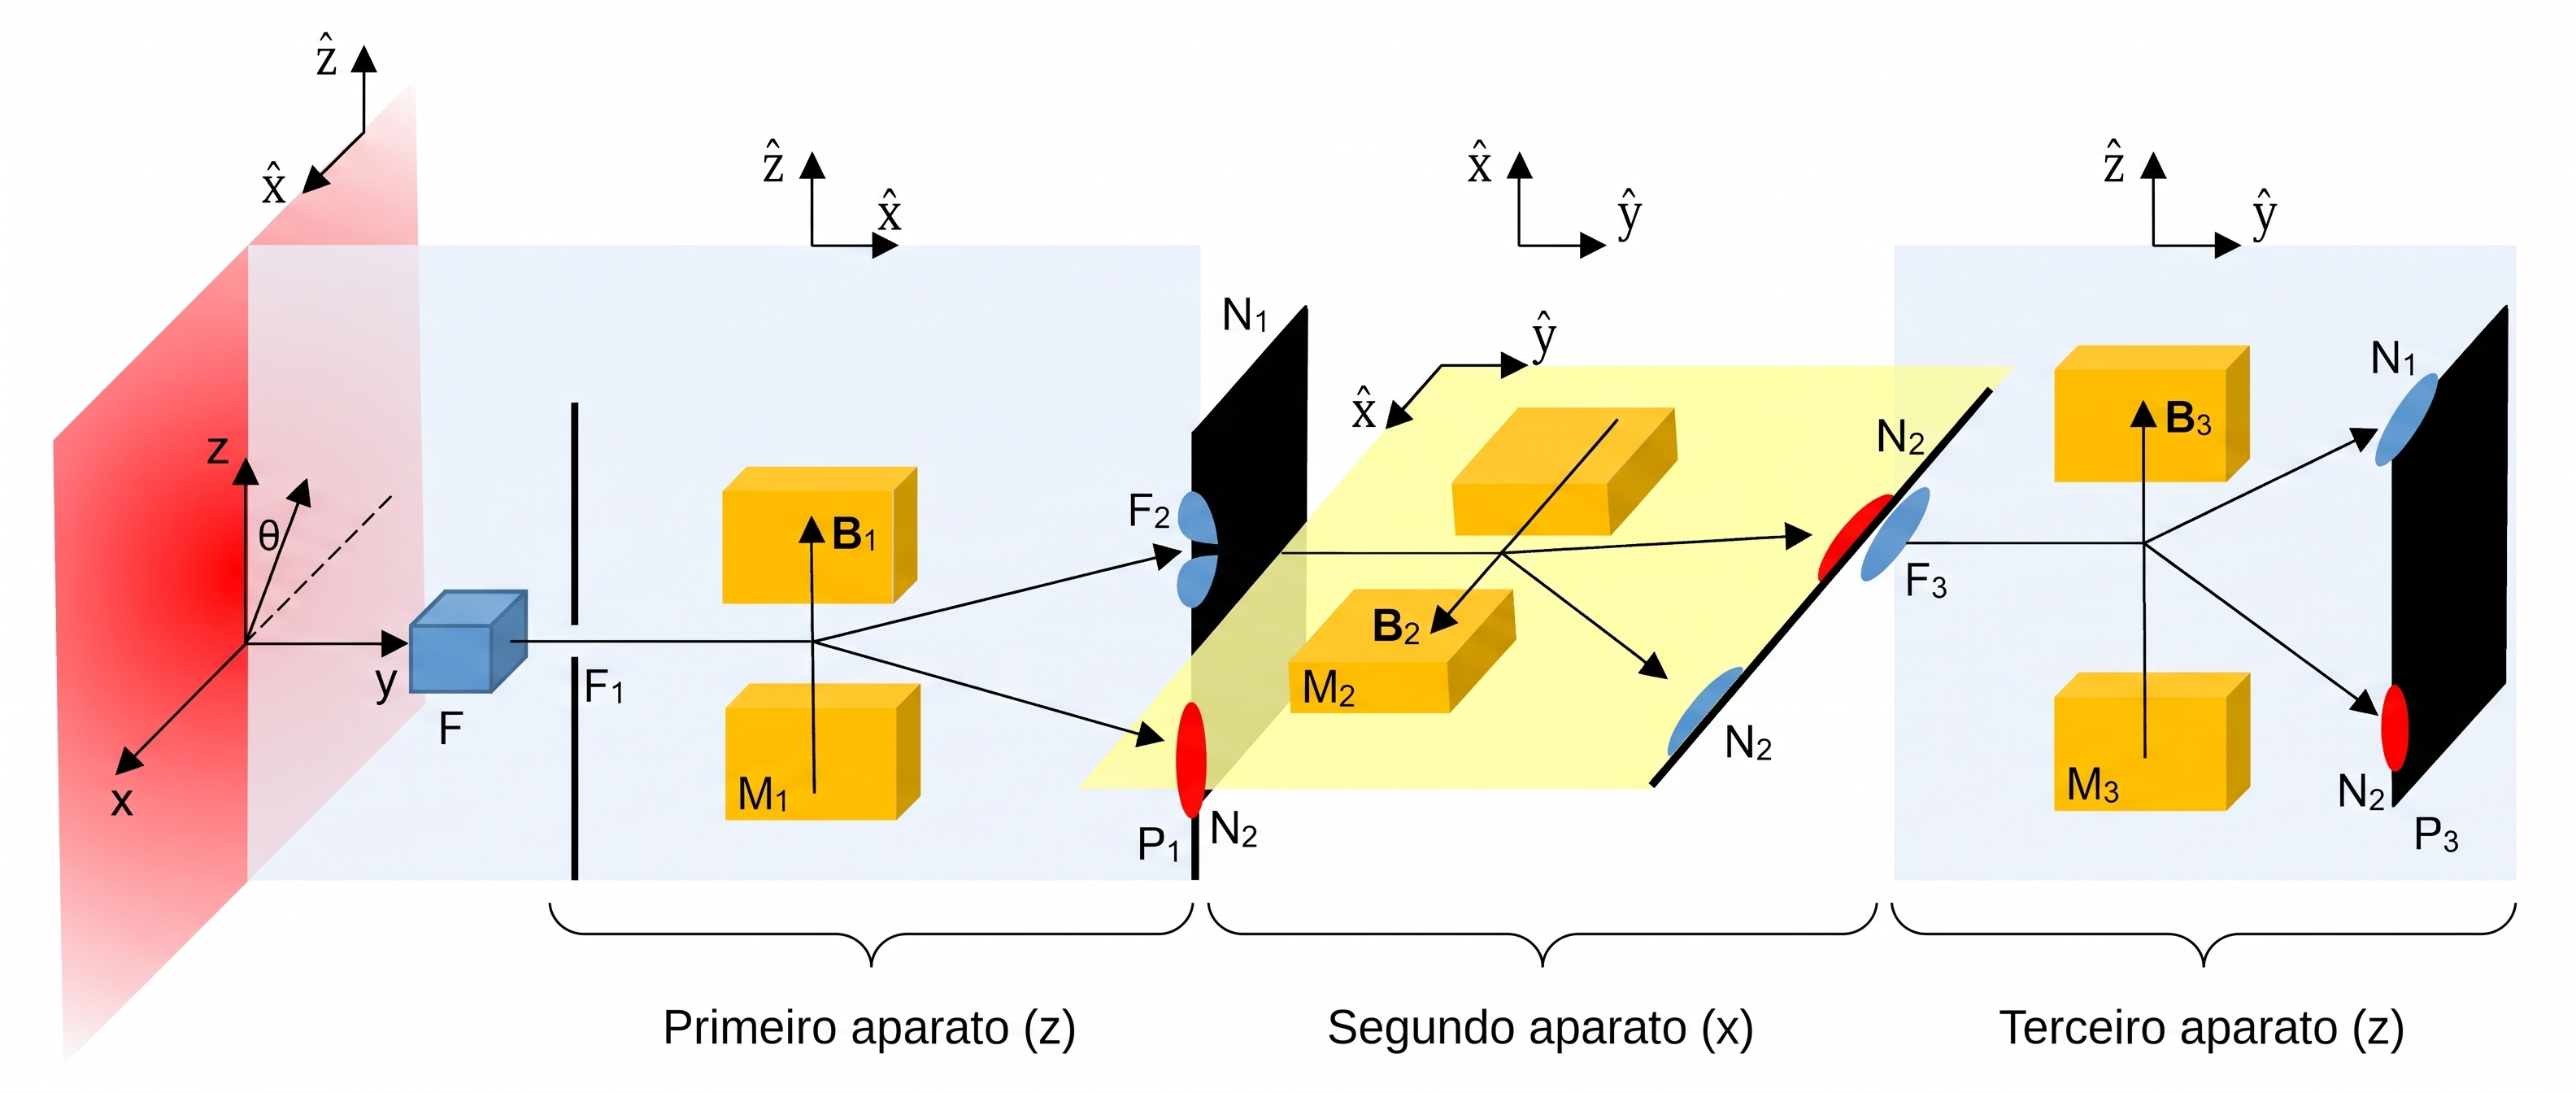 ẑ
x̂
ẑ
x̂
x̂
ŷ
ẑ
ŷ
ŷ
x̂
z
θ
y
x
F
F₁
B₁
M₁
F₂
N₁
P₁
N₂
B₂
M₂
N₂
N₂
F₃
B₃
M₃
N₁
N₂
P₃
Primeiro aparato (z)
Segundo aparato (x)
Terceiro aparato (z)